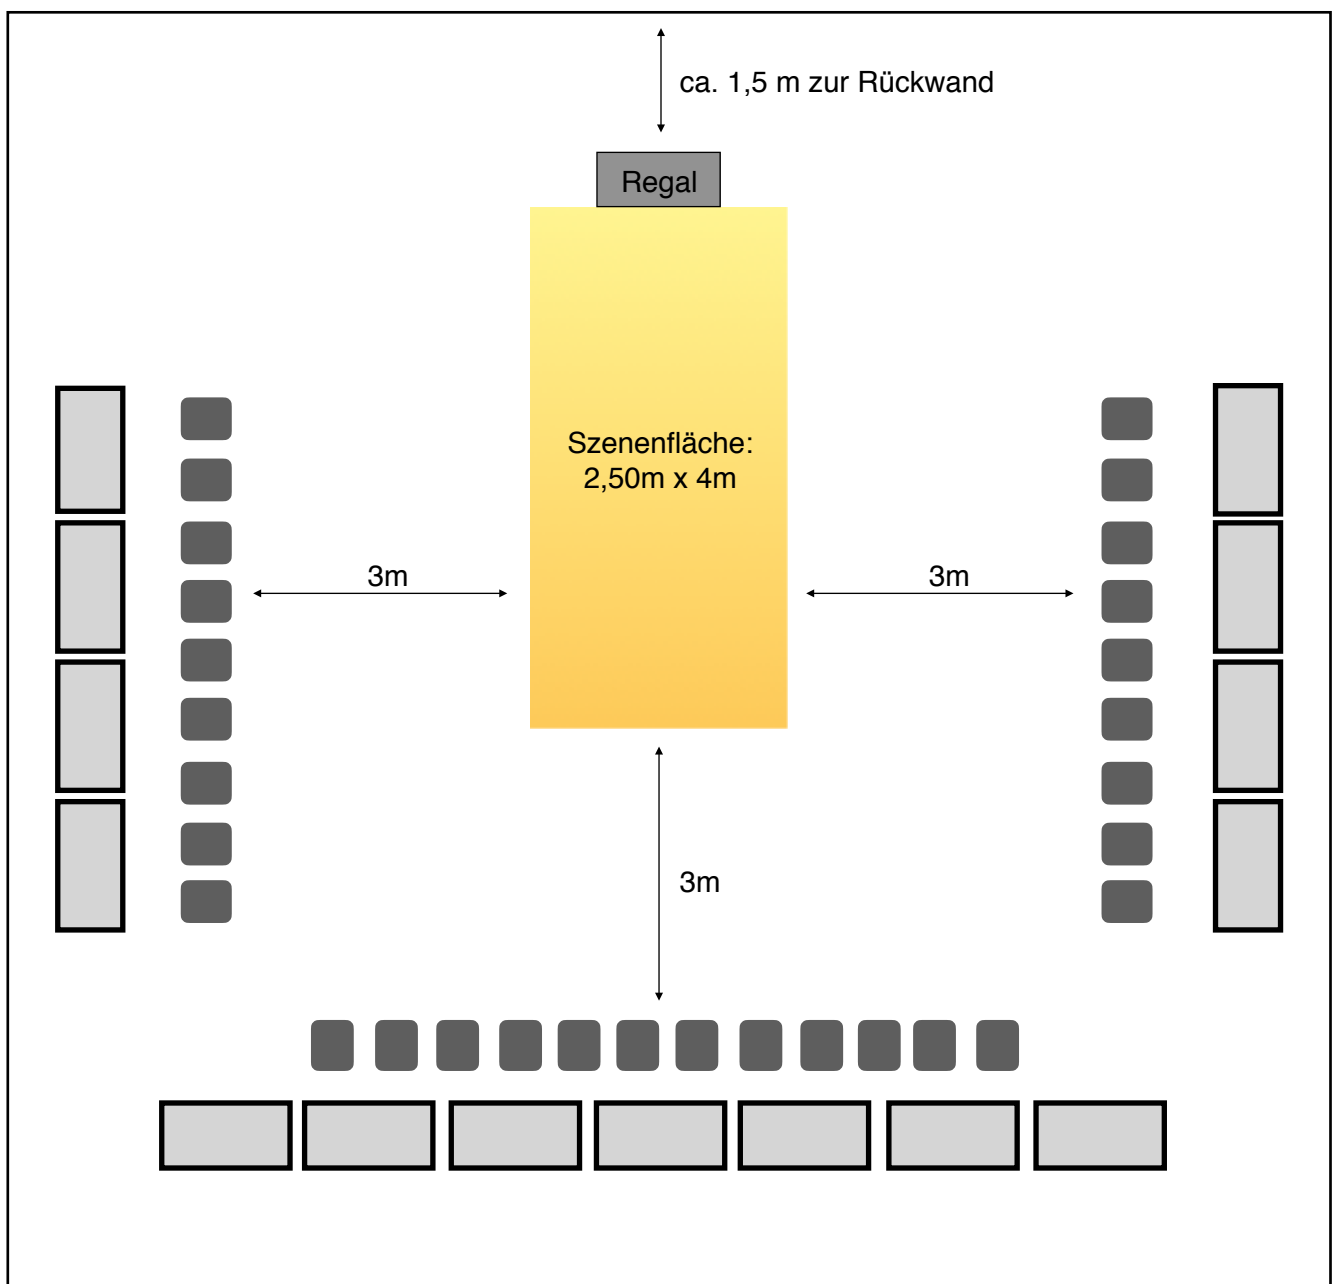 ca. 1,5 m zur Rückwand
Regal
Szenenfläche:
2,50m x 4m
3m
3m
3m